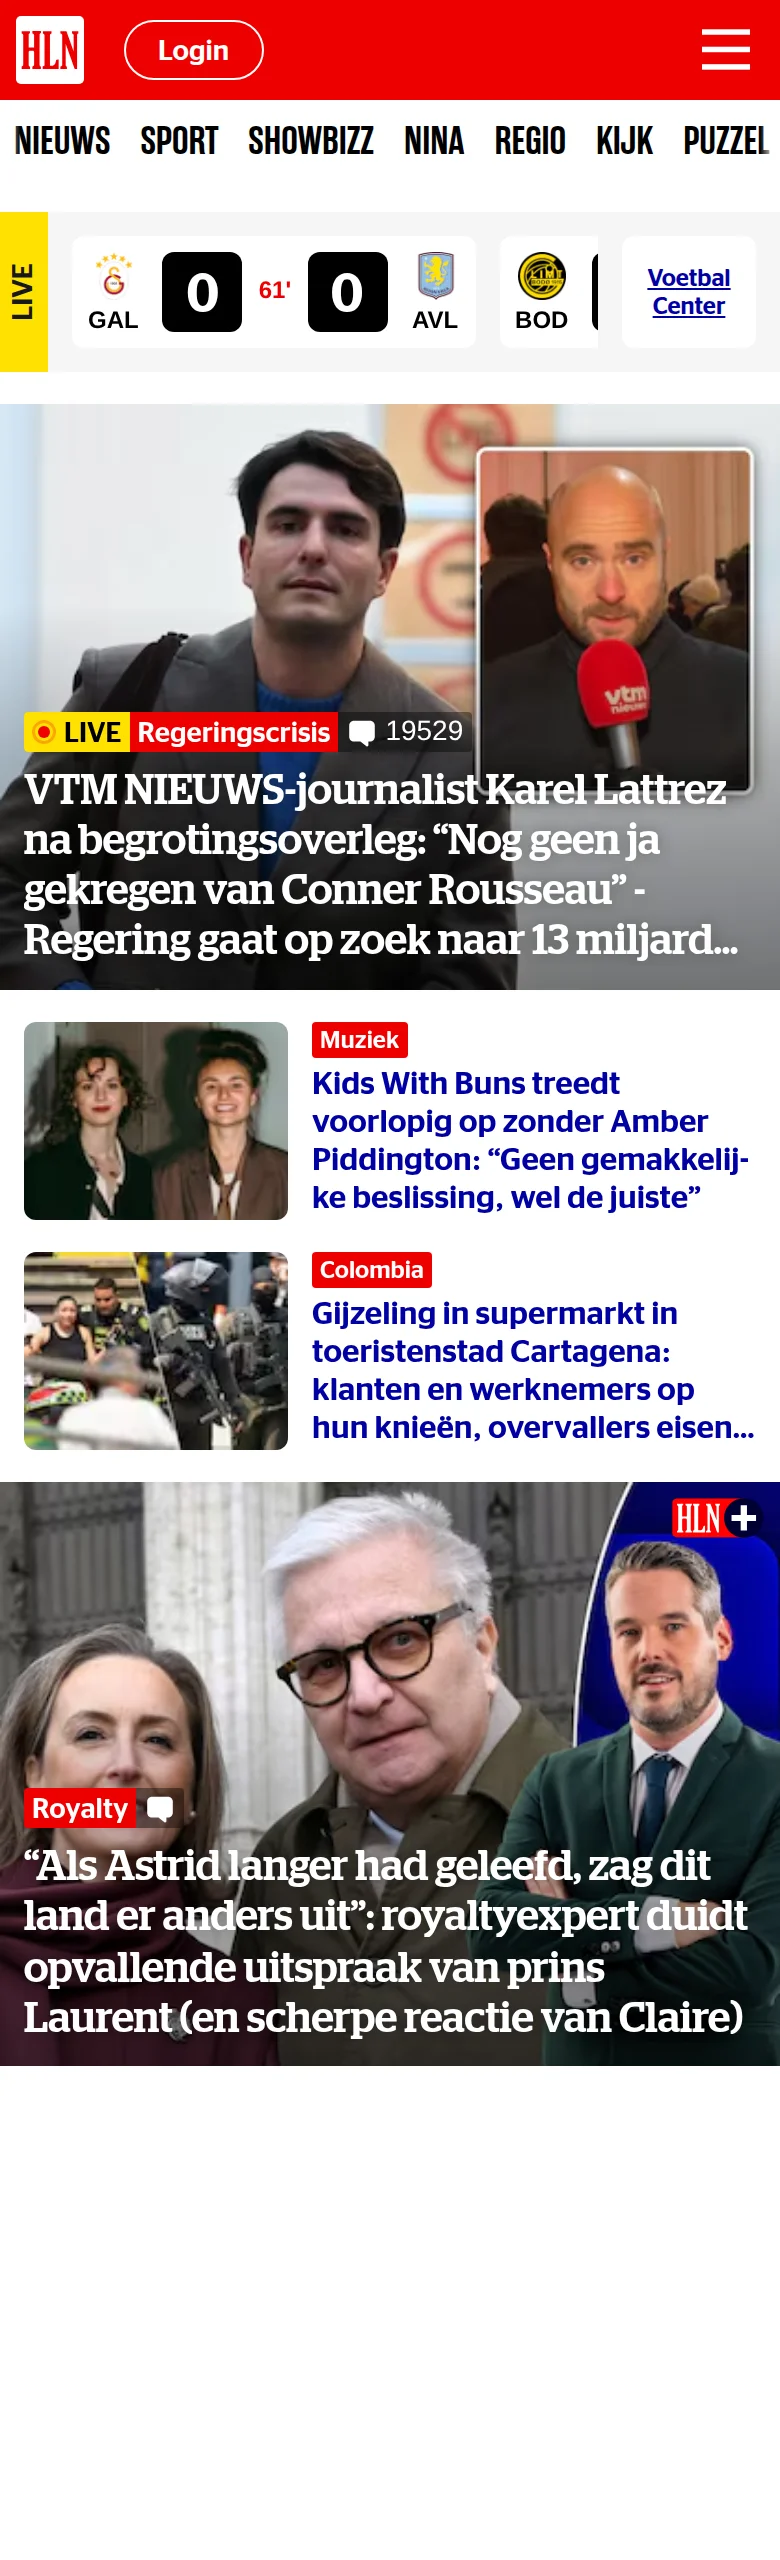 HLN
Login
NIEUWS SPORT SHOWBIZZ NINA REGIO KIJK PUZZEL
LIVE
GAL 0 61' 0 AVL
BOD
Voetbal
Center
vtm
nieuws
LIVE Regeringscrisis 19529
VTM NIEUWS-journalist Karel Lattrez
na begrotingsoverleg: “Nog geen ja
gekregen van Conner Rousseau” -
Regering gaat op zoek naar 13 miljard...
Muziek
Kids With Buns treedt
voorlopig op zonder Amber
Piddington: “Geen gemakkelij-
ke beslissing, wel de juiste”
Colombia
Gijzeling in supermarkt in
toeristenstad Cartagena:
klanten en werknemers op
hun knieën, overvallers eisen...
HLN+
Royalty
“Als Astrid langer had geleefd, zag dit
land er anders uit”: royaltyexpert duidt
opvallende uitspraak van prins
Laurent (en scherpe reactie van Claire)